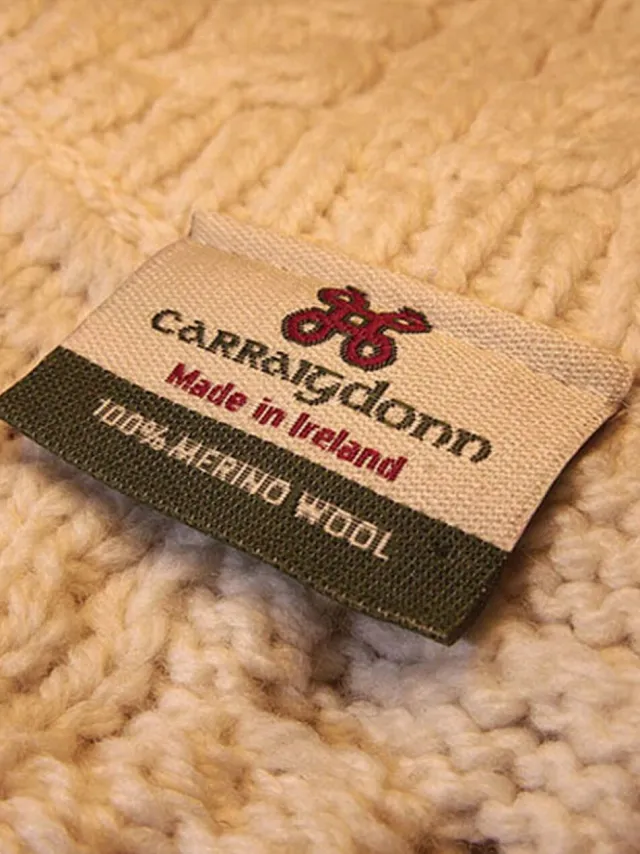 CARRAIGdonn
Made in Ireland
100% MERINO WOOL